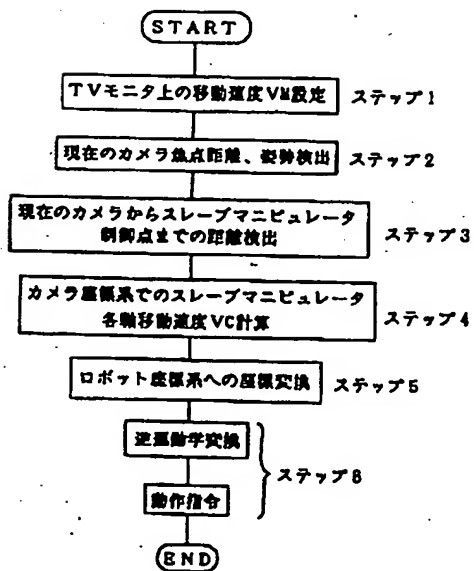 START
TVモニタ上の移動速度VM設定 ステップ1
現在のカメラ焦点距離、姿勢検出 ステップ2
現在のカメラからスレーブマニピュレータ
制御点までの距離検出 ステップ3
カメラ座標系でのスレーブマニピュレータ
各軸移動速度VC計算 ステップ4
ロボット座標系への座標変換 ステップ5
逆運動学変換
ステップ6
動作指令
END